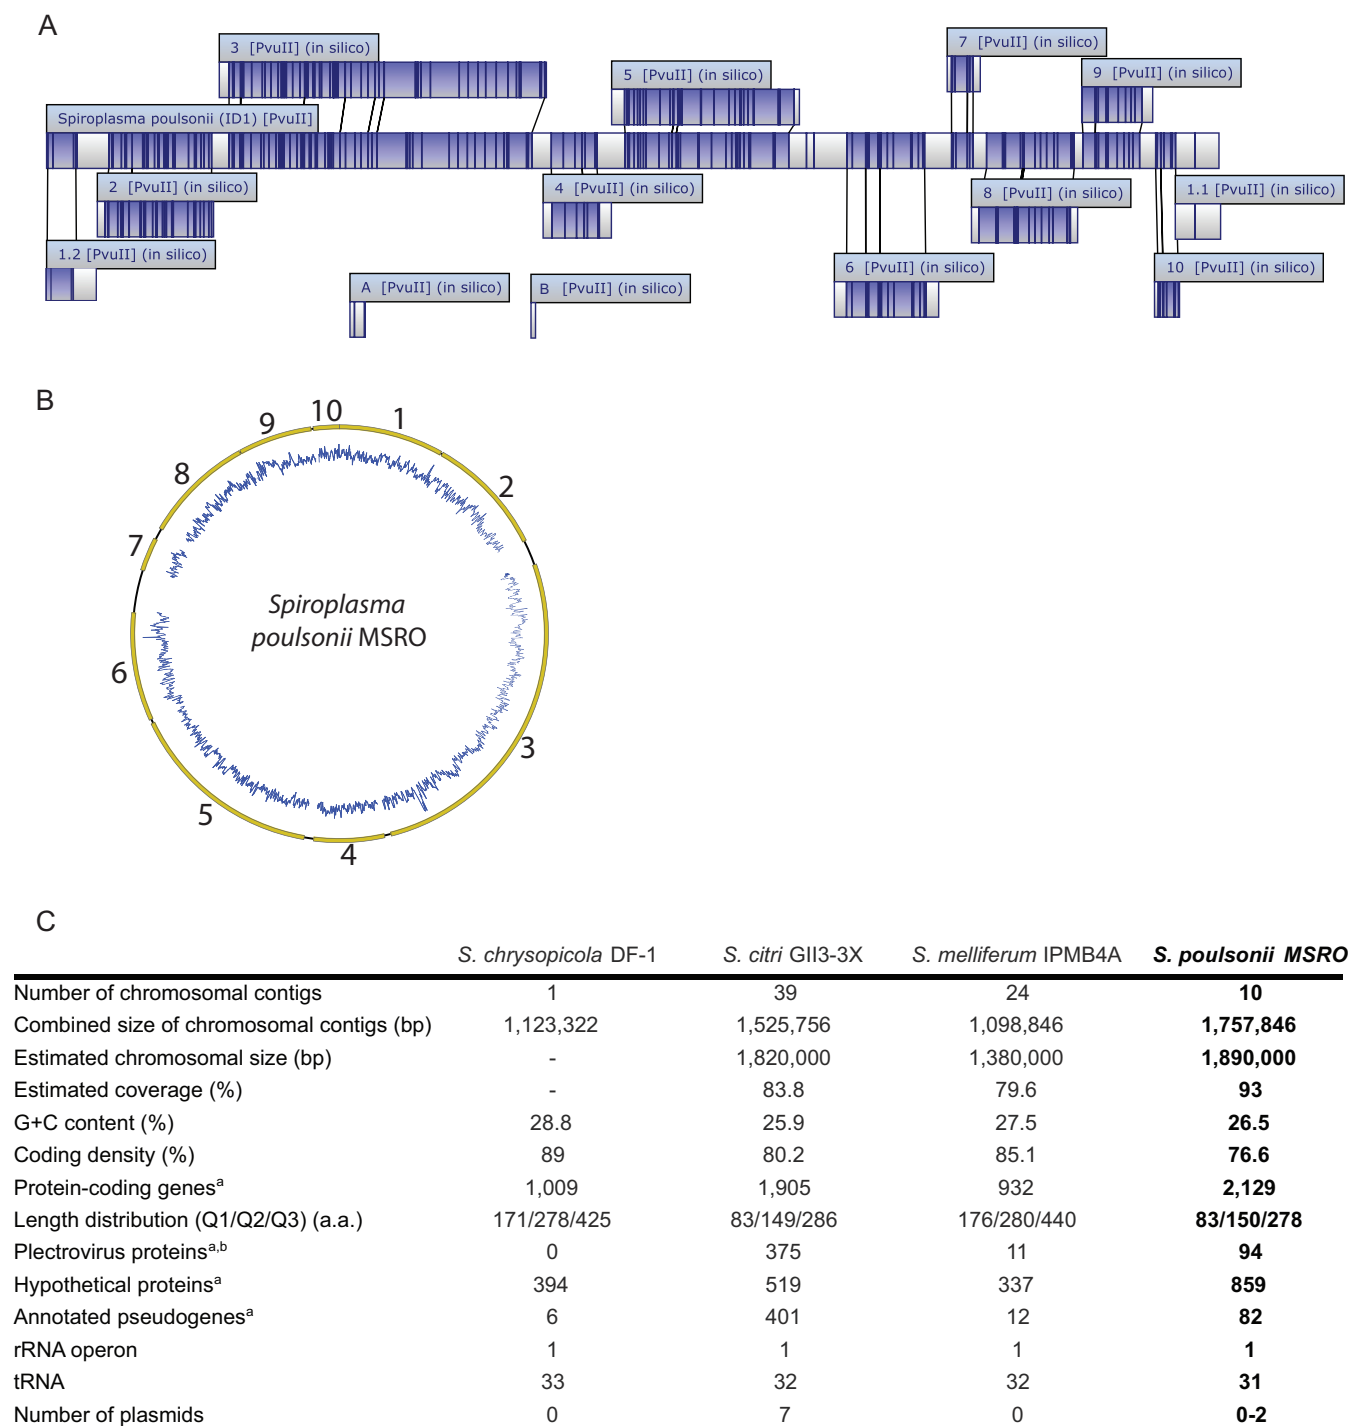 A
3 [PvuII] (in silico)
7 [PvuII] (in silico)
5 [PvuII] (in silico)
9 [PvuII] (in silico)
Spiroplasma poulsonii (ID1) [PvuII]
2 [PvuII] (in silico)
4 [PvuII] (in silico)
8 [PvuII] (in silico)
1.1 [PvuII] (in silico)
1.2 [PvuII] (in silico)
6 [PvuII] (in silico)
10 [PvuII] (in silico)
A [PvuII] (in silico)
B [PvuII] (in silico)
B
10
1
9
2
8
7
Spiroplasma
poulsonii MSRO
6
3
5
4
C
S. chrysopicola DF-1 S. citri GII3-3X S. melliferum IPMB4A S. poulsonii MSRO
Number of chromosomal contigs 1 39 24 10
Combined size of chromosomal contigs (bp) 1,123,322 1,525,756 1,098,846 1,757,846
Estimated chromosomal size (bp) - 1,820,000 1,380,000 1,890,000
Estimated coverage (%) - 83.8 79.6 93
G+C content (%) 28.8 25.9 27.5 26.5
Coding density (%) 89 80.2 85.1 76.6
Protein-coding genesa 1,009 1,905 932 2,129
Length distribution (Q1/Q2/Q3) (a.a.) 171/278/425 83/149/286 176/280/440 83/150/278
Plectrovirus proteinsa,b 0 375 11 94
Hypothetical proteinsa 394 519 337 859
Annotated pseudogenesa 6 401 12 82
rRNA operon 1 1 1 1
tRNA 33 32 32 31
Number of plasmids 0 7 0 0-2